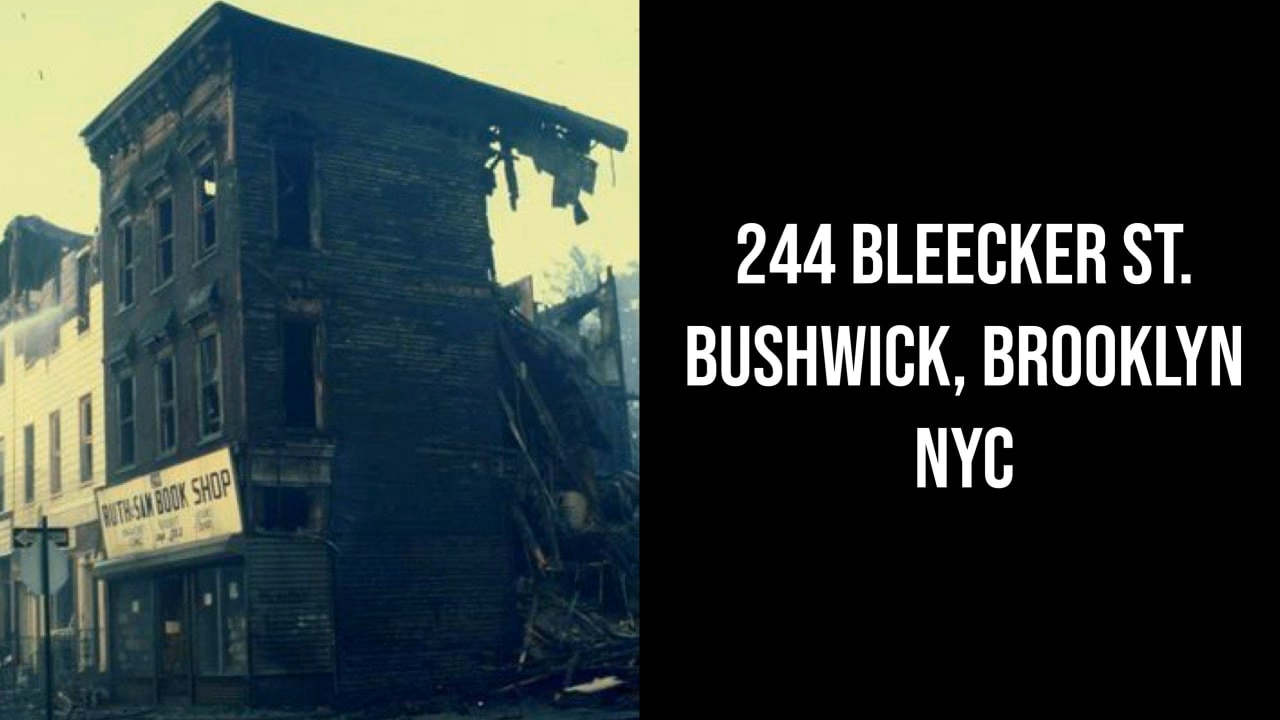 RUTH-SAM BOOK SHOP
244 BLEECKER ST.
BUSHWICK, BROOKLYN
NYC